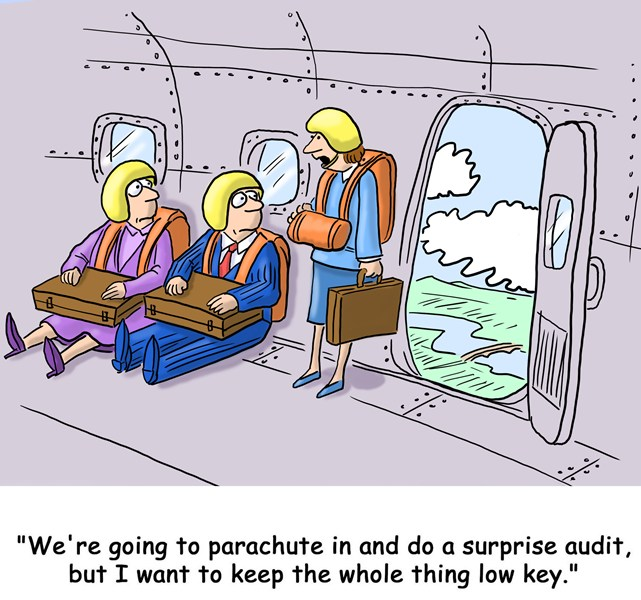 "We're going to parachute in and do a surprise audit,
but I want to keep the whole thing low key."